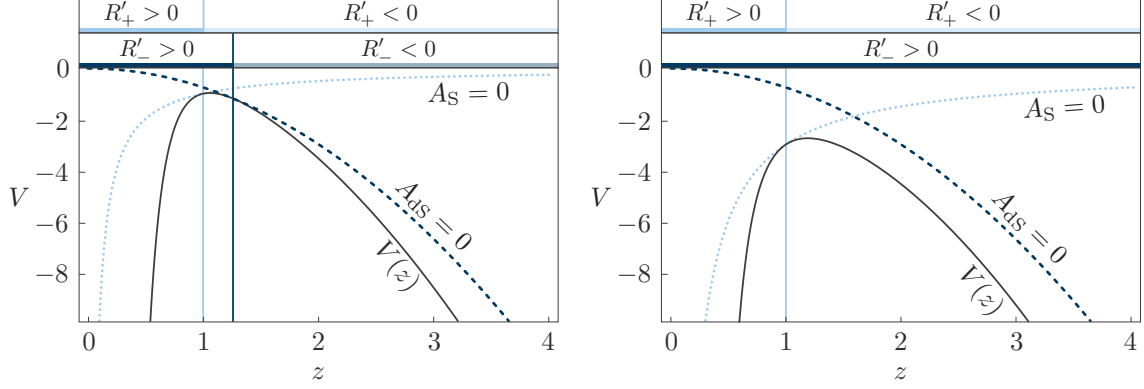 R′₊ > 0 R′₊ < 0
R′₋ > 0 R′₋ < 0
0
−2
−4
−6
−8
V
A_S = 0
A_dS = 0
V(z)
0 1 2 3 4
z
R′₊ > 0 R′₊ < 0
R′₋ > 0
0
−2
−4
−6
−8
V
A_S = 0
A_dS = 0
V(z)
0 1 2 3 4
z